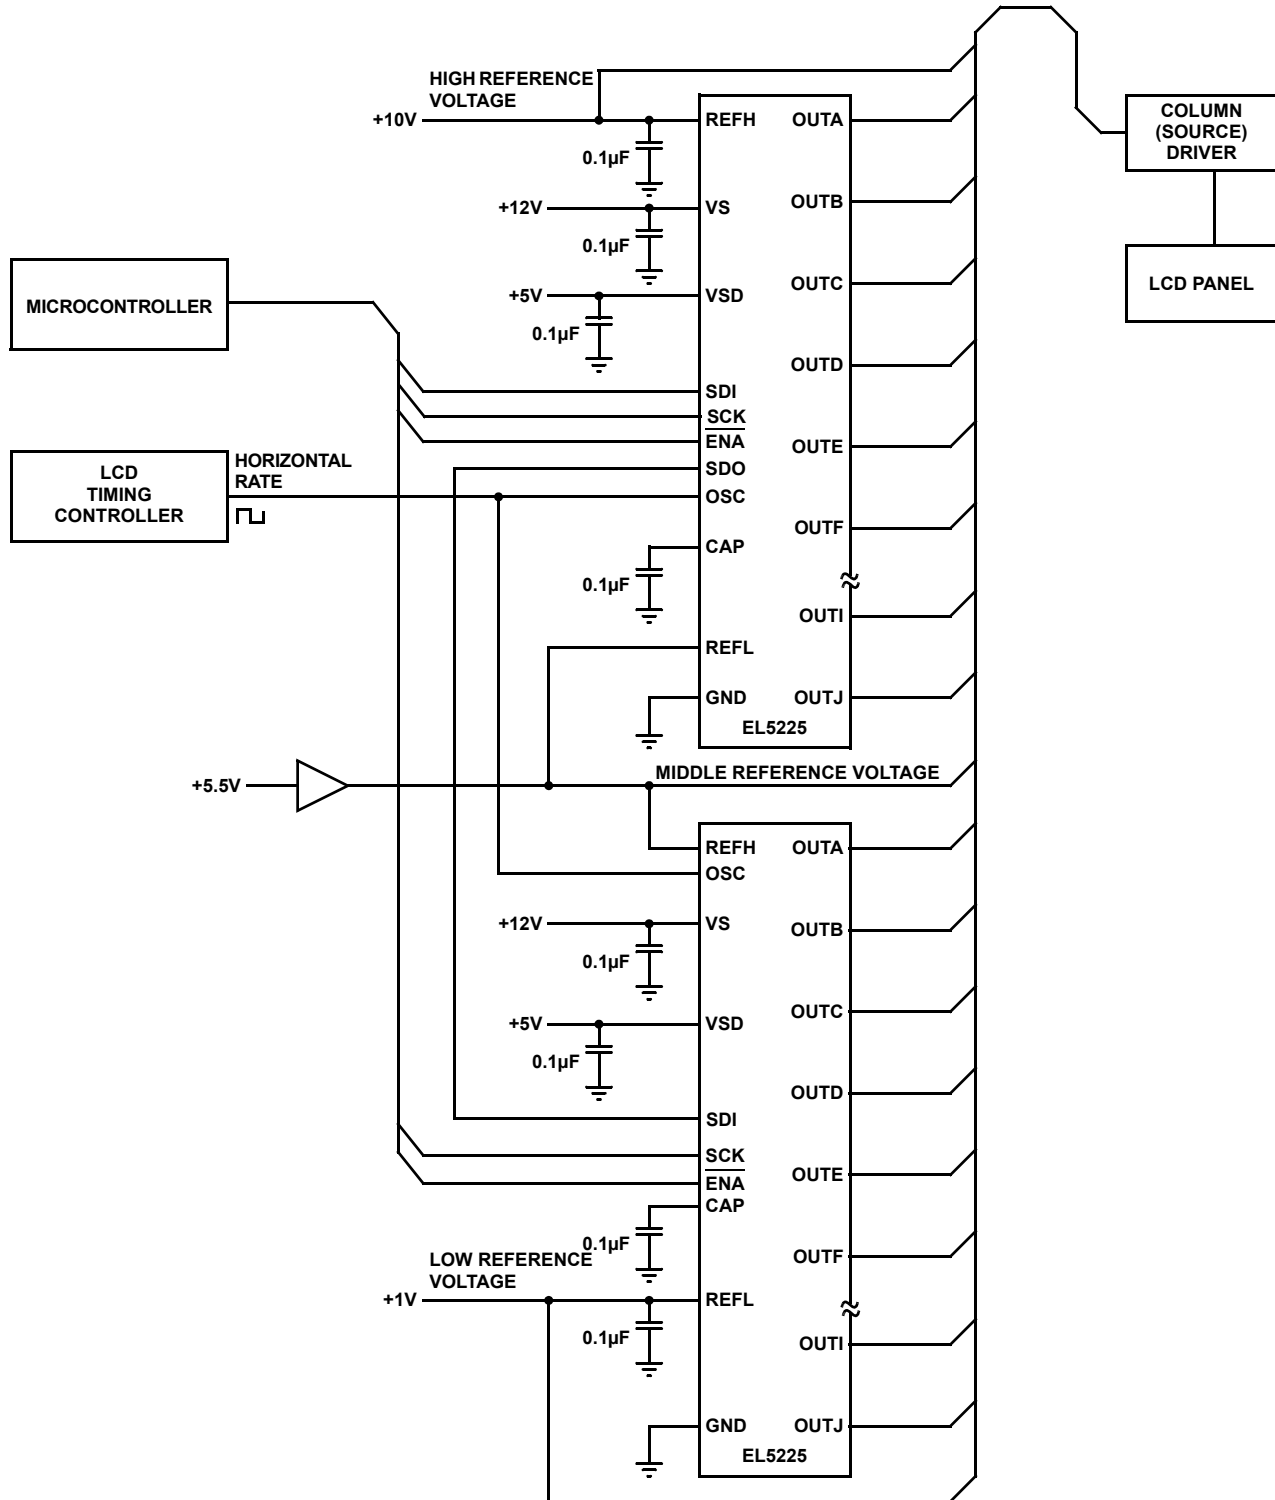 HIGH REFERENCE
VOLTAGE
+10V
REFH
OUTA
COLUMN
(SOURCE)
DRIVER
0.1µF
+12V
VS
OUTB
0.1µF
MICROCONTROLLER
+5V
VSD
OUTC
LCD PANEL
0.1µF
OUTD
SDI
SCK
ENA
OUTE
SDO
LCD
TIMING
CONTROLLER
HORIZONTAL
RATE
OSC
OUTF
CAP
0.1µF
OUTI
REFL
GND
OUTJ
EL5225
+5.5V
MIDDLE REFERENCE VOLTAGE
REFH
OUTA
OSC
+12V
VS
OUTB
0.1µF
+5V
VSD
OUTC
0.1µF
OUTD
SDI
SCK
ENA
OUTE
CAP
0.1µF
OUTF
LOW REFERENCE
VOLTAGE
+1V
REFL
0.1µF
OUTI
GND
OUTJ
EL5225